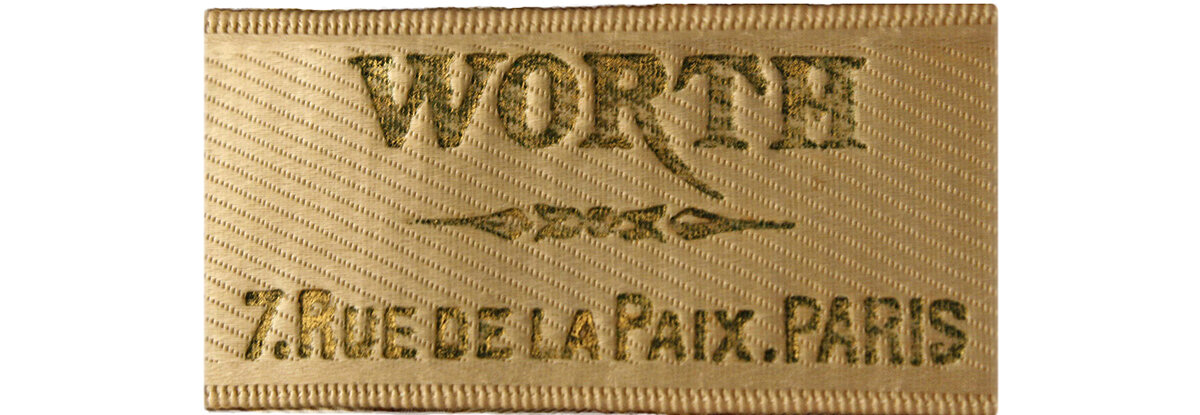 WORTH
7. RUE DE LA PAIX. PARIS